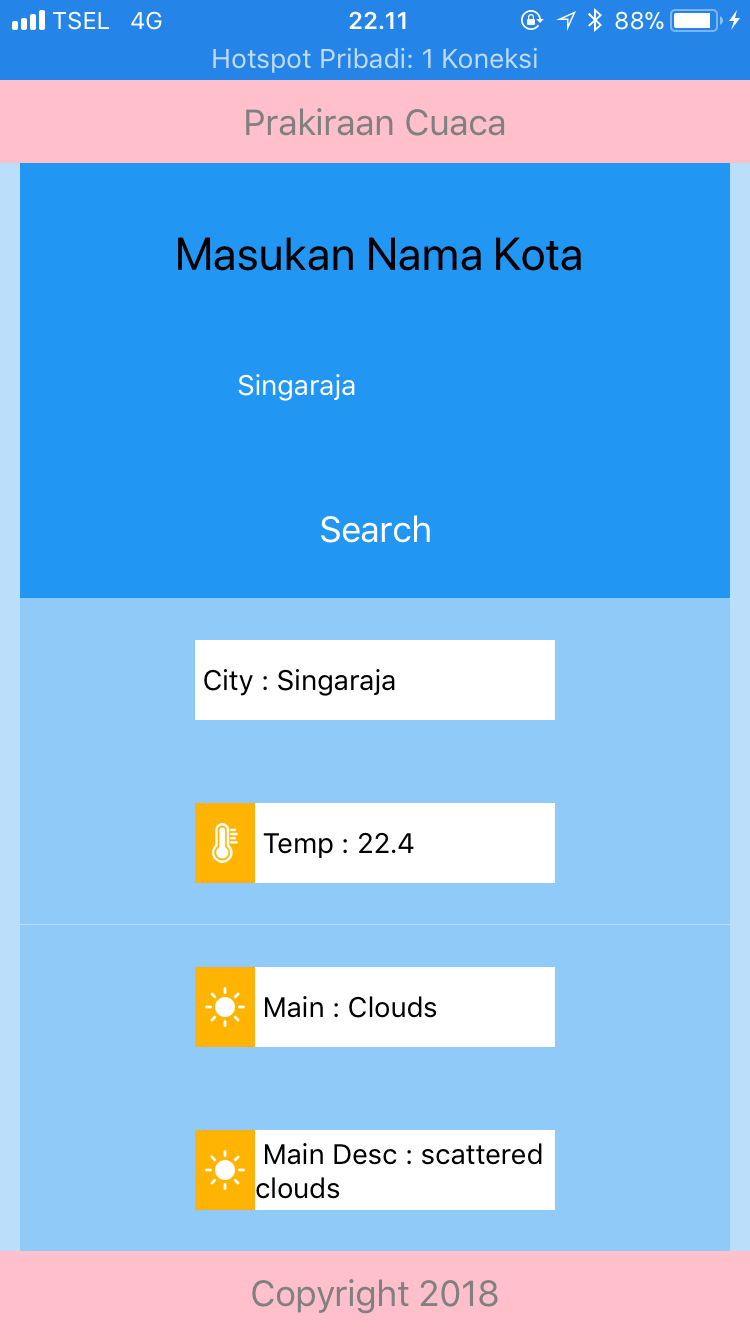 TSEL 4G 22.11 88%
Hotspot Pribadi: 1 Koneksi
Prakiraan Cuaca
Masukan Nama Kota
Singaraja
Search
City : Singaraja
Temp : 22.4
Main : Clouds
Main Desc : scattered
clouds
Copyright 2018